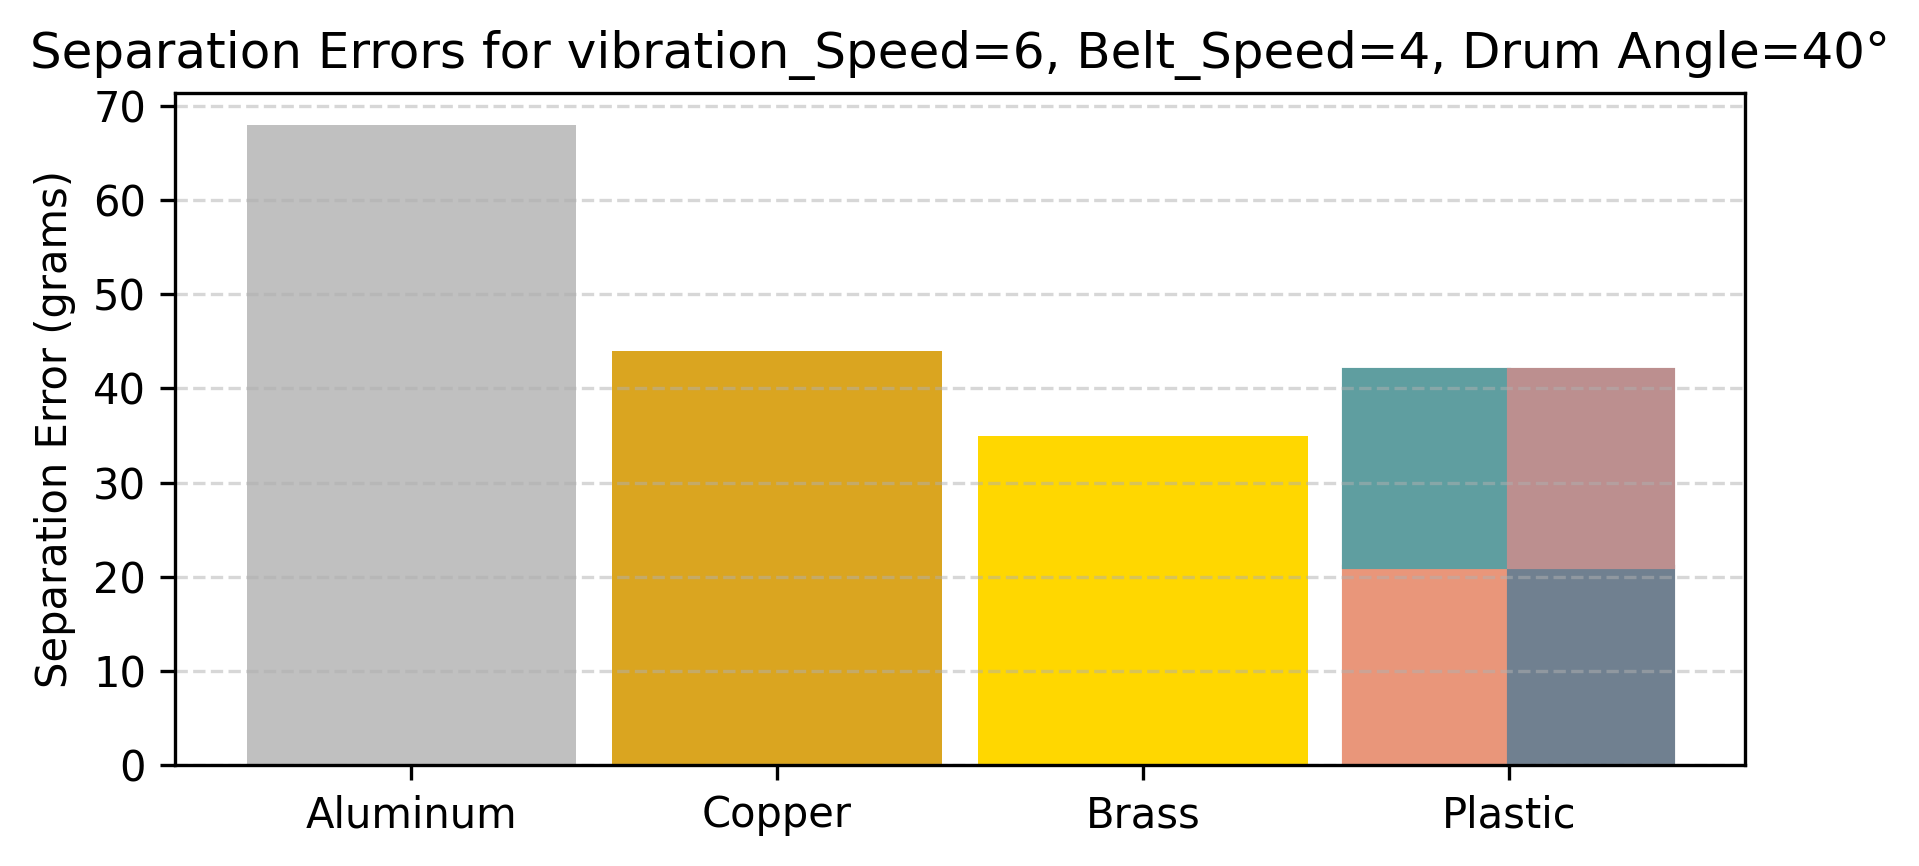 Separation Errors for vibration_Speed=6, Belt_Speed=4, Drum Angle=40°
Separation Error (grams)
70
60
50
40
30
20
10
0
Aluminum Copper Brass Plastic